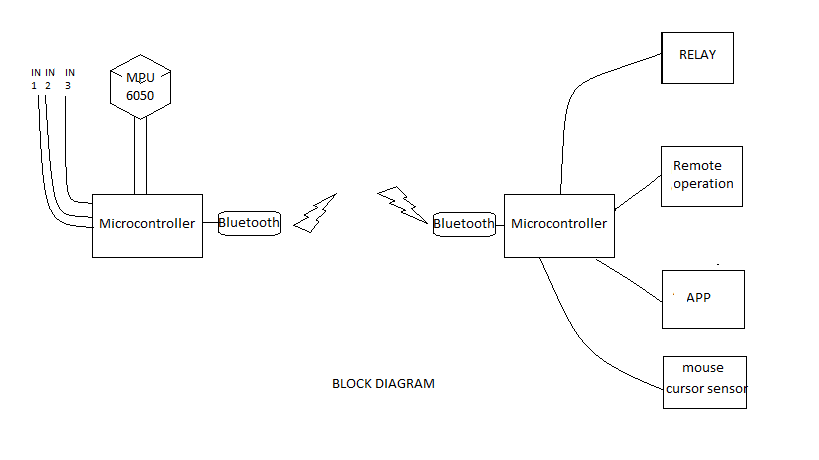 IN IN IN
1 2 3
MPU
6050
Microcontroller
Bluetooth
Bluetooth
Microcontroller
RELAY
Remote
operation
APP
mouse
cursor sensor
BLOCK DIAGRAM